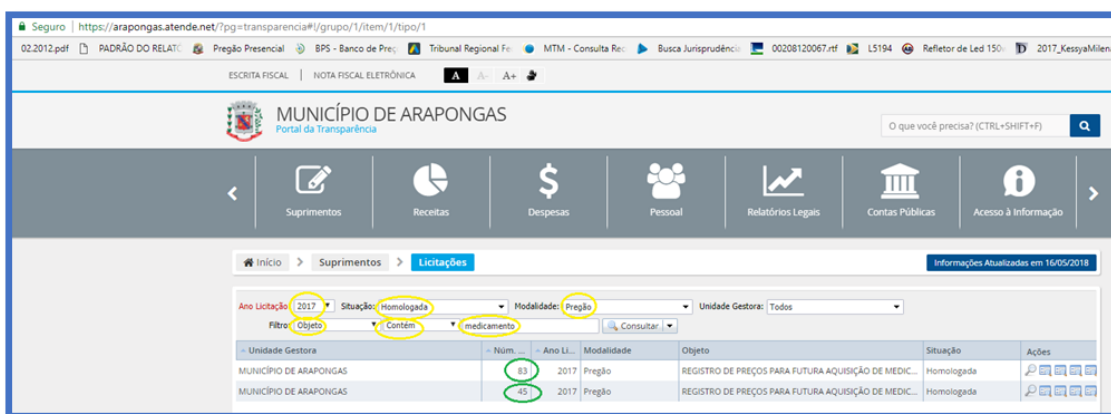 Seguro | https://arapongas.atende.net/?pg=transparencia#!/grupo/1/item/1/tipo/1
02.2012.pdf PADRÃO DO RELATC Pregão Presencial BPS - Banco de Preç Tribunal Regional Fe MTM - Consulta Rec Busca Jurisprudência 00208120067.rtf L5194 Refletor de Led 150 2017_KessyaMilen
ESCRITA FISCAL | NOTA FISCAL ELETRÔNICA A A- A+
MUNICÍPIO DE ARAPONGAS
Portal da Transparência
O que você precisa? (CTRL+SHIFT+F)
Suprimentos Receitas Despesas Pessoal Relatórios Legais Contas Públicas Acesso à Informação
Início > Suprimentos > Licitações Informações Atualizadas em 16/05/2018
Ano Licitação 2017 Situação: Homologada Modalidade: Pregão Unidade Gestora: Todos
Filtro Objeto Contém medicamento Consultar
Unidade Gestora Núm. ... Ano Li... Modalidade Objeto Situação Ações
MUNICÍPIO DE ARAPONGAS 83 2017 Pregão REGISTRO DE PREÇOS PARA FUTURA AQUISIÇÃO DE MEDIC... Homologada
MUNICÍPIO DE ARAPONGAS 45 2017 Pregão REGISTRO DE PREÇOS PARA FUTURA AQUISIÇÃO DE MEDIC... Homologada